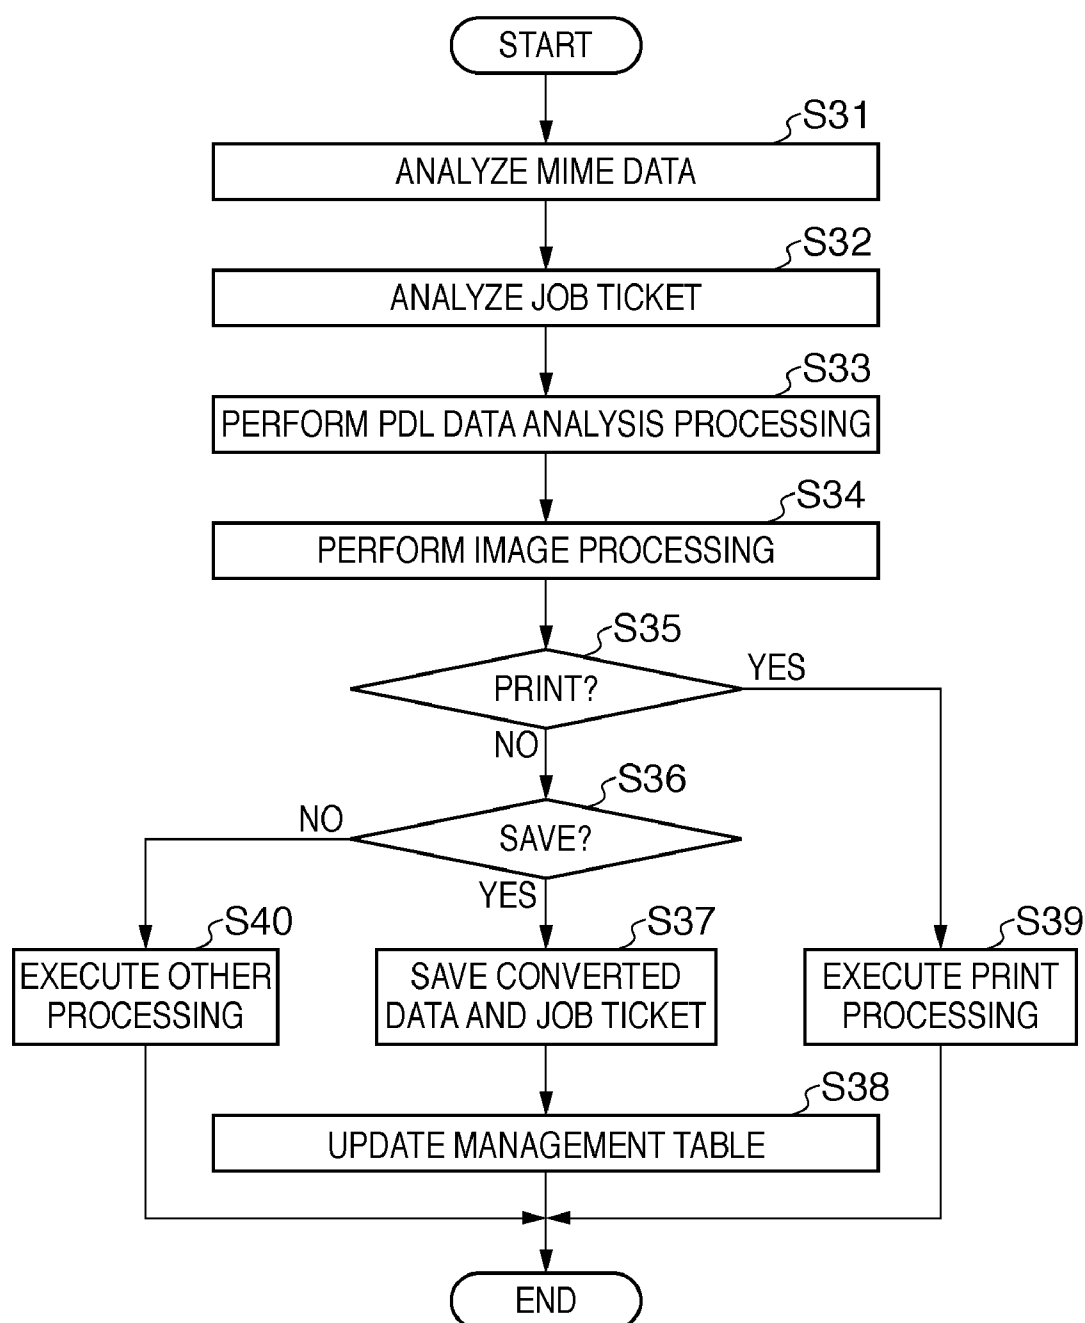 START
S31
ANALYZE MIME DATA
S32
ANALYZE JOB TICKET
S33
PERFORM PDL DATA ANALYSIS PROCESSING
S34
PERFORM IMAGE PROCESSING
S35
PRINT?
YES
NO
S36
SAVE?
NO
YES
S40
EXECUTE OTHER
PROCESSING
S37
SAVE CONVERTED
DATA AND JOB TICKET
S39
EXECUTE PRINT
PROCESSING
S38
UPDATE MANAGEMENT TABLE
END